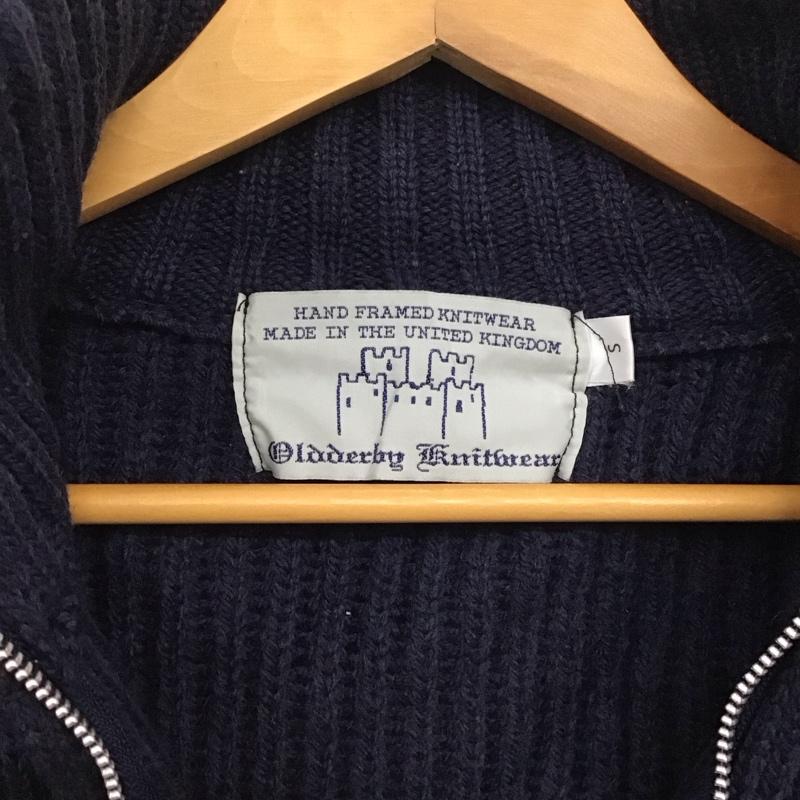 HAND FRAMED KNITWEAR
MADE IN THE UNITED KINGDOM
Oldderby Knitwear
S